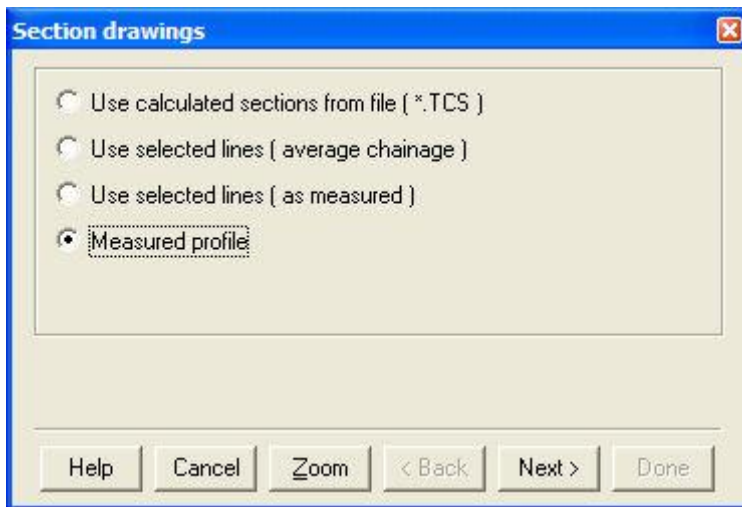 Section drawings
Use calculated sections from file ( *.TCS )
Use selected lines ( average chainage )
Use selected lines ( as measured )
Measured profile
Help Cancel Zoom < Back Next > Done